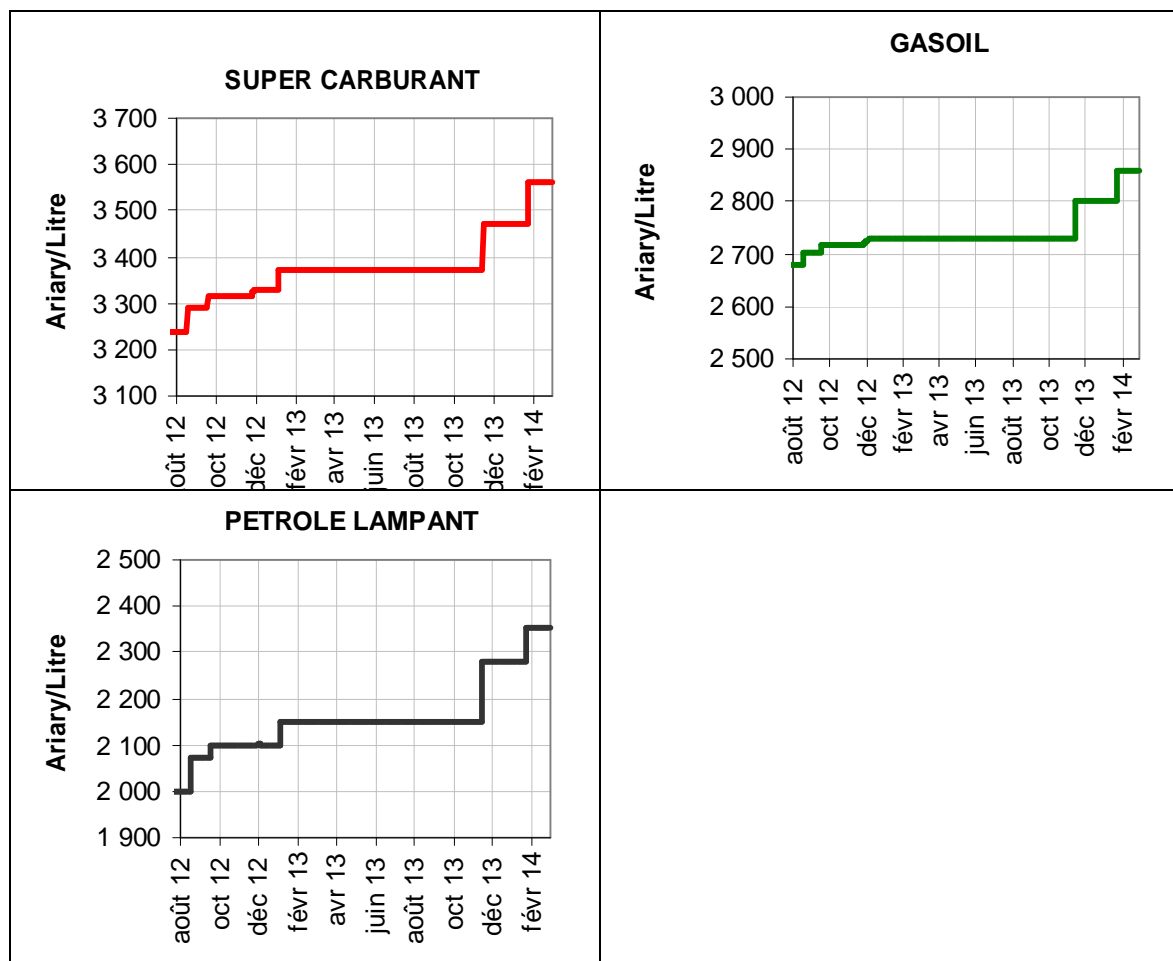 SUPER CARBURANT
Ariary/Litre
3 700
3 600
3 500
3 400
3 300
3 200
3 100
oût 12
oct 12
déc 12
févr 13
avr 13
juin 13
août 13
oct 13
déc 13
févr 14
GASOIL
Ariary/Litre
3 000
2 900
2 800
2 700
2 600
2 500
août 12
oct 12
déc 12
févr 13
avr 13
juin 13
août 13
oct 13
déc 13
févr 14
PETROLE LAMPANT
Ariary/Litre
2 500
2 400
2 300
2 200
2 100
2 000
1 900
août 12
oct 12
déc 12
févr 13
avr 13
juin 13
août 13
oct 13
déc 13
févr 14